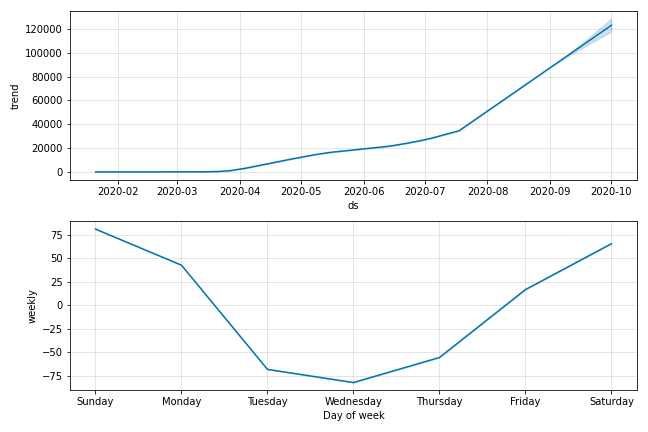 120000
100000
80000
60000
40000
20000
0
trend
2020-02 2020-03 2020-04 2020-05 2020-06 2020-07 2020-08 2020-09 2020-10
ds
75
50
25
0
−25
−50
−75
weekly
Sunday Monday Tuesday Wednesday Thursday Friday Saturday
Day of week